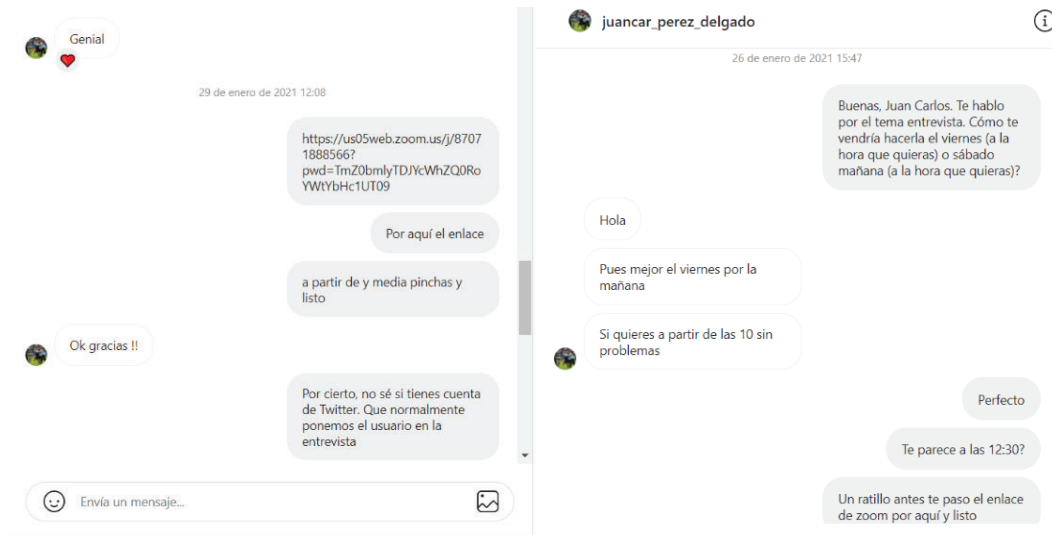 Genial
29 de enero de 2021 12:08
https://us05web.zoom.us/j/8707
1888566?
pwd=TmZ0bmlyTDJYcWhZQ0Ro
YWtYbHc1UT09
Por aquí el enlace
a partir de y media pinchas y
listo
Ok gracias !!
Por cierto, no sé si tienes cuenta
de Twitter. Que normalmente
ponemos el usuario en la
entrevista
Envía un mensaje...
juancar_perez_delgado
26 de enero de 2021 15:47
Buenas, Juan Carlos. Te hablo
por el tema entrevista. Cómo te
vendría hacerla el viernes (a la
hora que quieras) o sábado
mañana (a la hora que quieras)?
Hola
Pues mejor el viernes por la
mañana
Si quieres a partir de las 10 sin
problemas
Perfecto
Te parece a las 12:30?
Un ratillo antes te paso el enlace
de zoom por aquí y listo